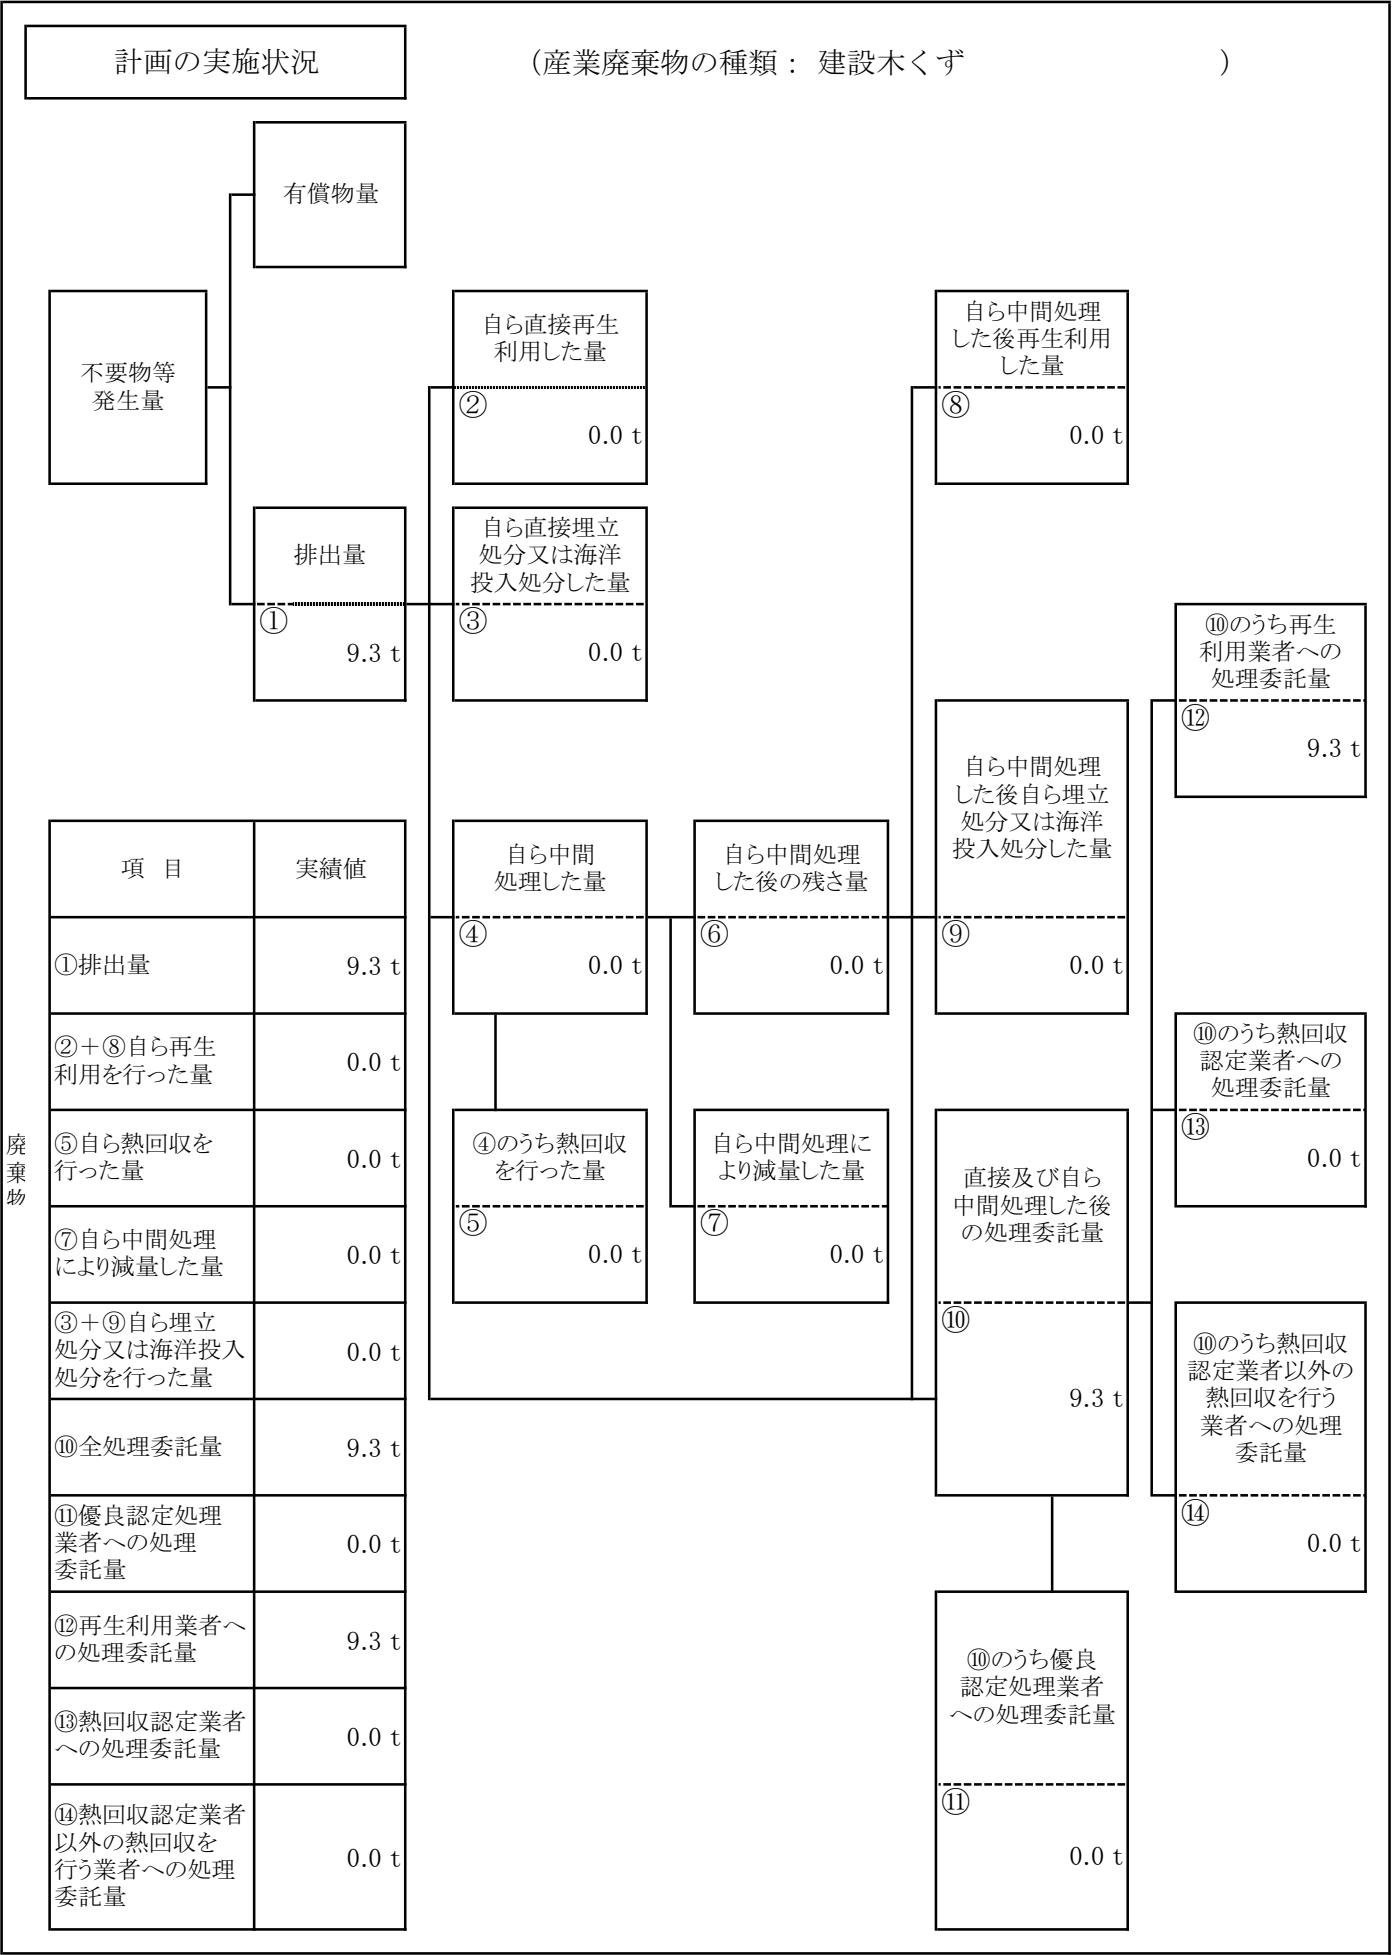 計画の実施状況
（産業廃棄物の種類： 建設木くず ）
有償物量
不要物等
発生量
自ら直接再生
利用した量
②
0.0 t
自ら中間処理
した後再生利用
した量
⑧
0.0 t
排出量
①
9.3 t
自ら直接埋立
処分又は海洋
投入処分した量
③
0.0 t
⑩のうち再生
利用業者への
処理委託量
⑫
9.3 t
自ら中間処理
した後自ら埋立
処分又は海洋
投入処分した量
⑨
0.0 t
自ら中間
処理した量
④
0.0 t
自ら中間処理
した後の残さ量
⑥
0.0 t
⑩のうち熱回収
認定業者への
処理委託量
⑬
0.0 t
④のうち熱回収
を行った量
⑤
0.0 t
自ら中間処理に
より減量した量
⑦
0.0 t
直接及び自ら
中間処理した後
の処理委託量
⑩
9.3 t
⑩のうち熱回収
認定業者以外の
熱回収を行う
業者への処理
委託量
⑭
0.0 t
⑩のうち優良
認定処理業者
への処理委託量
⑪
0.0 t
項 目 実績値
①排出量 9.3 t
②＋⑧自ら再生
利用を行った量
0.0 t
⑤自ら熱回収を
行った量
0.0 t
⑦自ら中間処理
により減量した量
0.0 t
③＋⑨自ら埋立
処分又は海洋投入
処分を行った量
0.0 t
⑩全処理委託量 9.3 t
⑪優良認定処理
業者への処理
委託量
0.0 t
⑫再生利用業者へ
の処理委託量
9.3 t
⑬熱回収認定業者
への処理委託量
0.0 t
⑭熱回収認定業者
以外の熱回収を
行う業者への処理
委託量
0.0 t
廃棄物